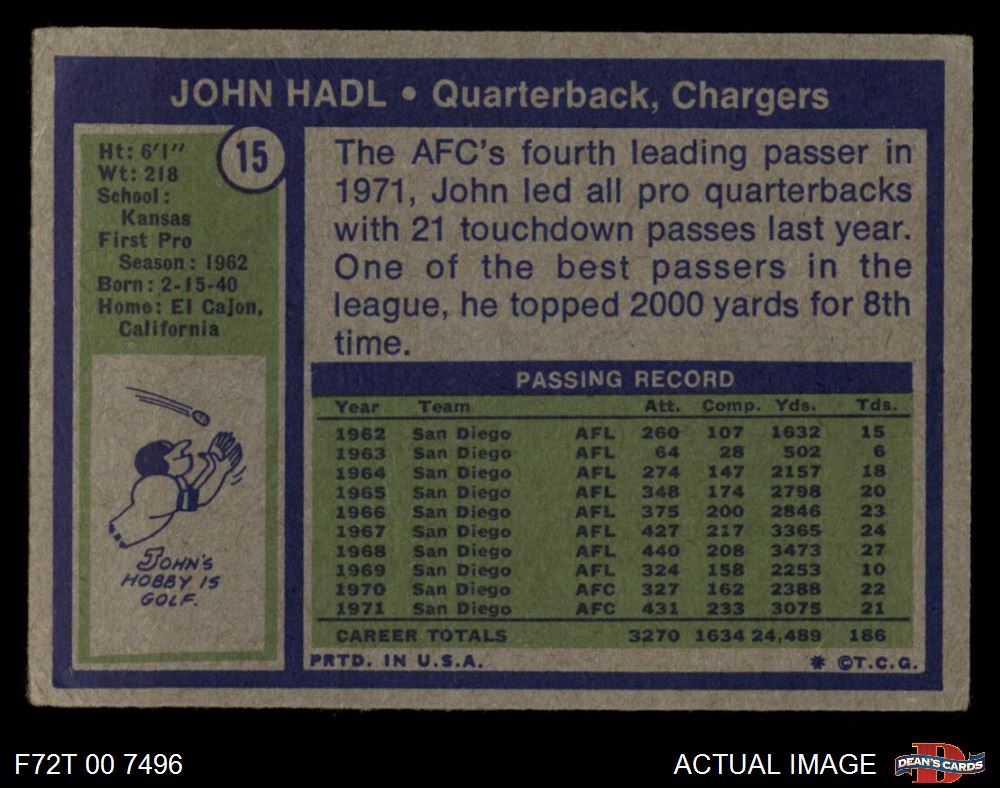 JOHN HADL • Quarterback, Chargers
15
Ht: 6'1"
Wt: 218
School:
Kansas
First Pro
Season: 1962
Born: 2-15-40
Home: El Cajon,
California
JOHN'S
HOBBY IS
GOLF.
The AFC's fourth leading passer in
1971, John led all pro quarterbacks
with 21 touchdown passes last year.
One of the best passers in the
league, he topped 2000 yards for 8th
time.
PASSING RECORD
Year Team Att. Comp. Yds. Tds.
1962 San Diego AFL 260 107 1632 15
1963 San Diego AFL 64 28 502 6
1964 San Diego AFL 274 147 2157 18
1965 San Diego AFL 348 174 2798 20
1966 San Diego AFL 375 200 2846 23
1967 San Diego AFL 427 217 3365 24
1968 San Diego AFL 440 208 3473 27
1969 San Diego AFL 324 158 2253 10
1970 San Diego AFC 327 162 2388 22
1971 San Diego AFC 431 233 3075 21
CAREER TOTALS 3270 1634 24,489 186
PRTD. IN U.S.A. * ©T.C.G.
F72T 00 7496
ACTUAL IMAGE
DEAN'S CARDS